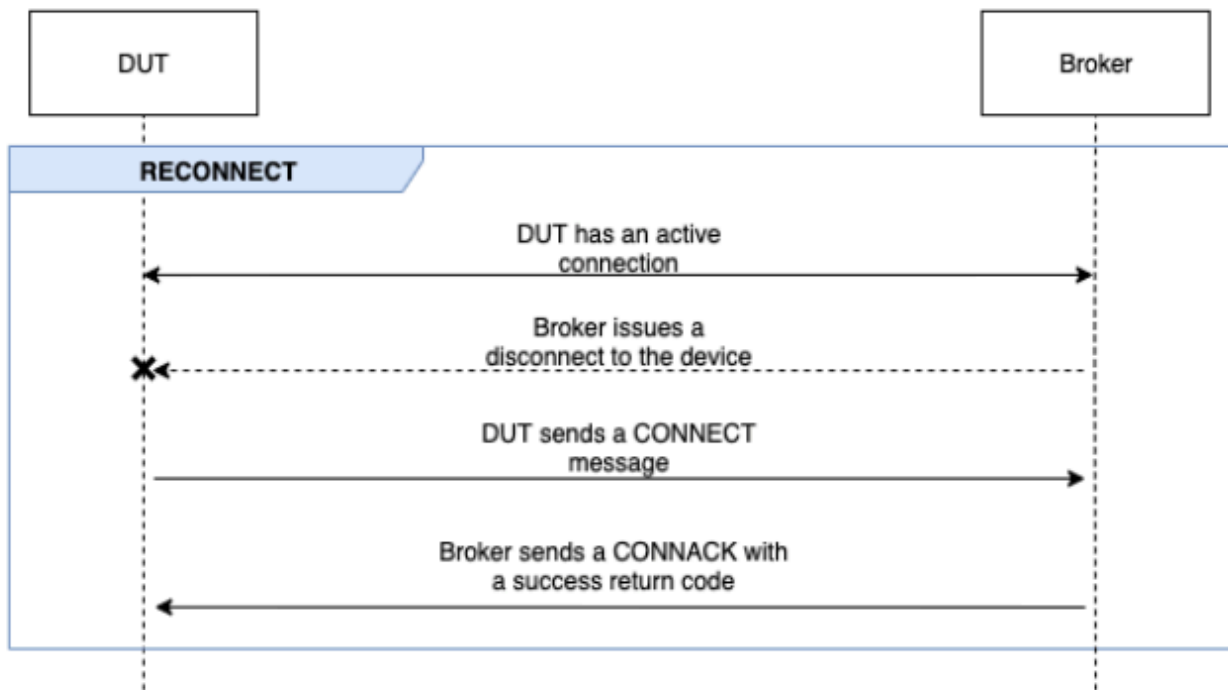 DUT
Broker
RECONNECT
DUT has an active
connection
Broker issues a
disconnect to the device
DUT sends a CONNECT
message
Broker sends a CONNACK with
a success return code